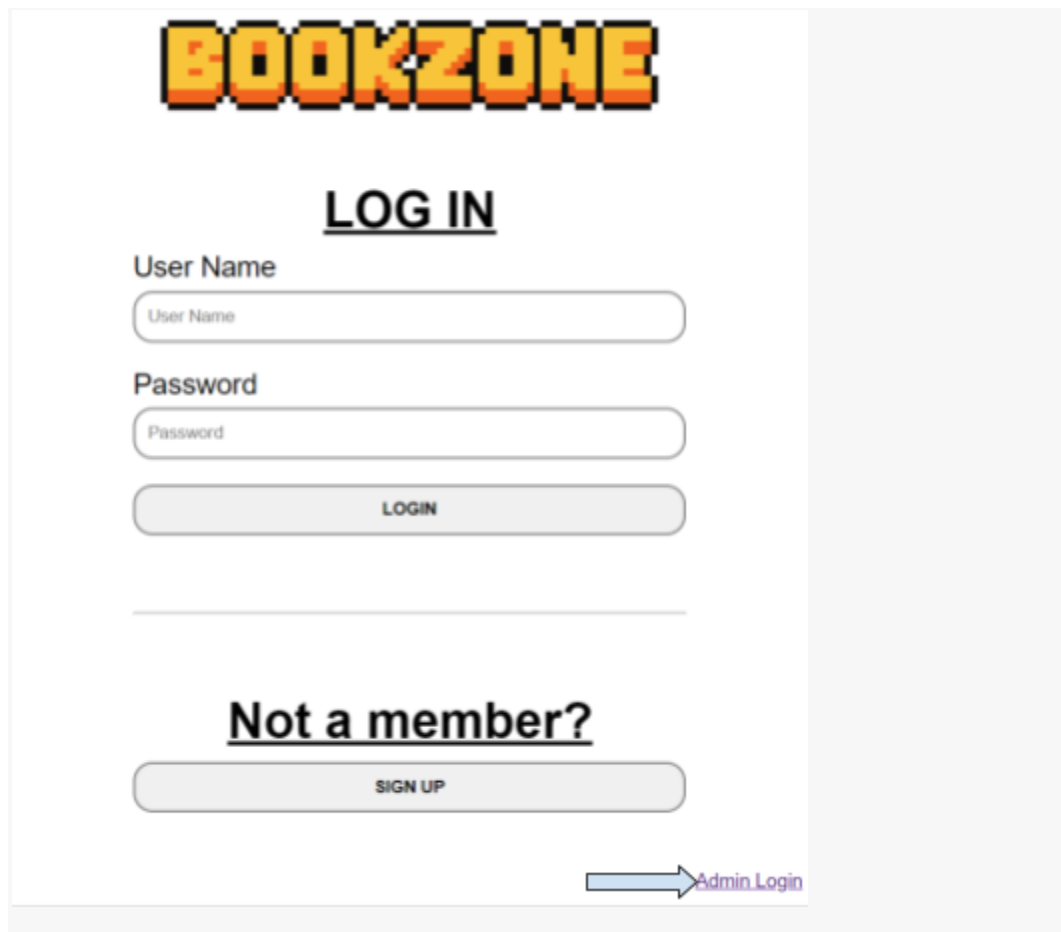 BOOKZONE
LOG IN
User Name
User Name
Password
Password
LOGIN
Not a member?
SIGN UP
Admin Login